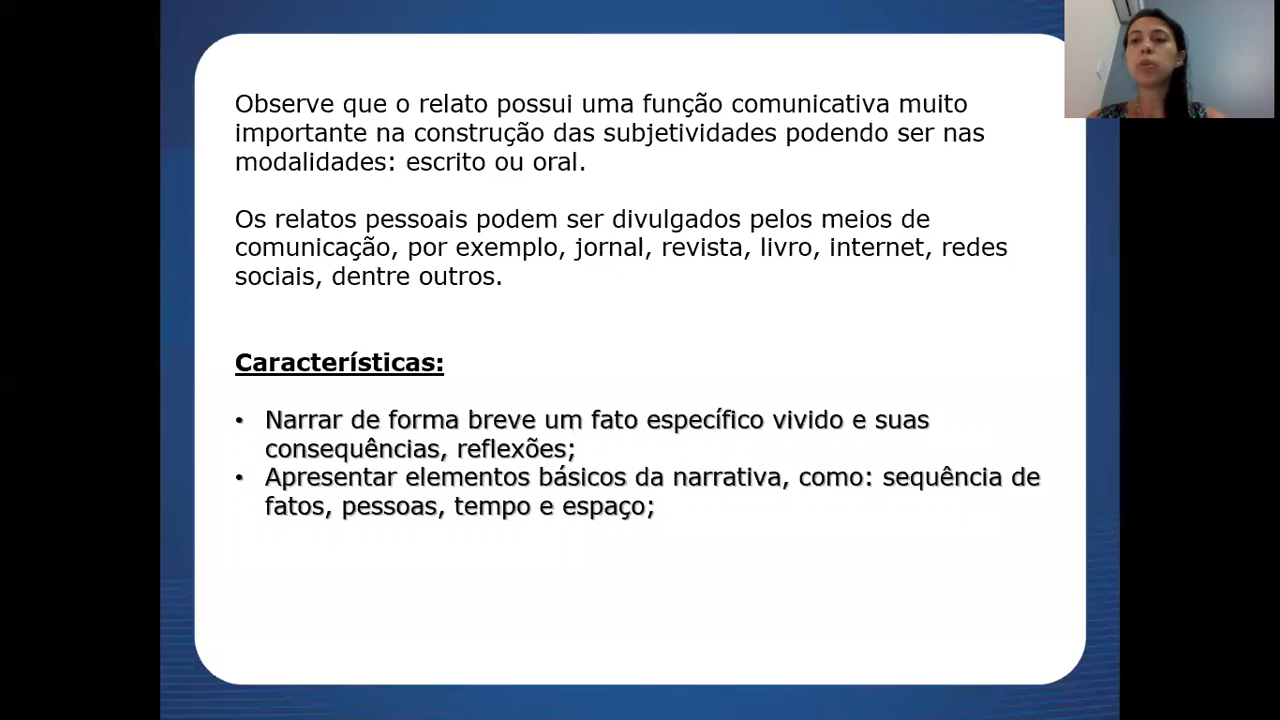 Observe que o relato possui uma função comunicativa muito
importante na construção das subjetividades podendo ser nas
modalidades: escrito ou oral.
Os relatos pessoais podem ser divulgados pelos meios de
comunicação, por exemplo, jornal, revista, livro, internet, redes
sociais, dentre outros.
Características:
• Narrar de forma breve um fato específico vivido e suas
consequências, reflexões;
• Apresentar elementos básicos da narrativa, como: sequência de
fatos, pessoas, tempo e espaço;